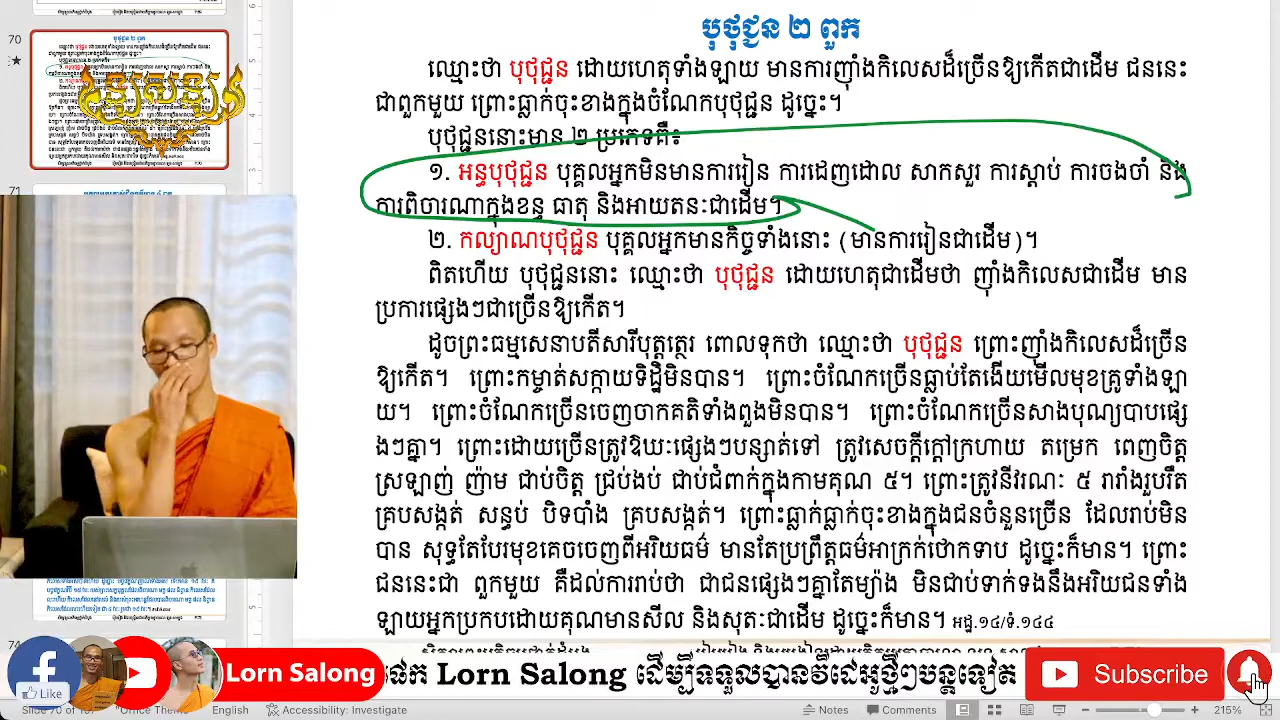 បុថុជ្ជន ២ ពួក
ឈ្មោះថា បុថុជ្ជន ដោយហេតុទាំងឡាយ មានការញ៉ាំងកិលេសដ៏ច្រើនឱ្យកើតជាដើម ជននេះ
ជាពួកមួយ ព្រោះធ្លាក់ចុះខាងក្នុងចំណែកបុថុជ្ជន ដូច្នេះ។
បុថុជ្ជននោះមាន ២ ប្រភេទគឺ៖
១. អន្ធបុថុជ្ជន បុគ្គលអ្នកមិនមានការរៀន ការដេញដោល សាកសួរ ការស្តាប់ ការចងចាំ និង
ការពិចារណាក្នុងខន្ធ ធាតុ និងអាយតនៈជាដើម។
២. កល្យាណបុថុជ្ជន បុគ្គលអ្នកមានកិច្ចទាំងនោះ (មានការរៀនជាដើម)។
ពិតហើយ បុថុជ្ជននោះ ឈ្មោះថា បុថុជ្ជន ដោយហេតុជាដើមថា ញ៉ាំងកិលេសជាដើម មាន
ប្រការផ្សេងៗជាច្រើនឱ្យកើត។
ដូចព្រះធម្មសេនាបតីសារីបុត្តត្ថេរ ពោលទុកថា ឈ្មោះថា បុថុជ្ជន ព្រោះញ៉ាំងកិលេសដ៏ច្រើន
ឱ្យកើត។ ព្រោះកម្ចាត់សក្កាយទិដ្ឋិមិនបាន។ ព្រោះចំណែកច្រើនធ្លាប់តែងើយមើលមុខគ្រូទាំងឡា
យ។ ព្រោះចំណែកច្រើនចេញចាកគតិទាំងពួងមិនបាន។ ព្រោះចំណែកច្រើនសាងបុណ្យបាបផ្សេ
ងៗគ្នា។ ព្រោះដោយច្រើនត្រូវឱឃៈផ្សេងៗបន្សាត់ទៅ ត្រូវសេចក្តីក្តៅក្រហាយ តម្រេក ពេញចិត្ត
ស្រឡាញ់ ញ៉ាម ជាប់ចិត្ត ជ្រប់ងប់ ជាប់ជំពាក់ក្នុងកាមគុណ ៥។ ព្រោះត្រូវនីវរណៈ ៥ រារាំងរួបរឹត
គ្របសង្កត់ សន្ធប់ បិទបាំង គ្របសង្កត់។ ព្រោះធ្លាក់ធ្លាក់ចុះខាងក្នុងជនចំនួនច្រើន ដែលរាប់មិន
បាន សុទ្ធតែបែរមុខគេចចេញពីអរិយធម៌ មានតែប្រព្រឹត្តធម៌អាក្រក់ថោកទាប ដូច្នេះក៏មាន។ ព្រោះ
ជននេះជា ពួកមួយ គឺដល់ការរាប់ថា ជាជនផ្សេងៗគ្នាតែម្យ៉ាង មិនជាប់ទាក់ទងនឹងអរិយជនទាំង
ឡាយអ្នកប្រកបដោយគុណមានសីល និងសុតៈជាដើម ដូច្នេះក៏មាន។ អដ្ឋ.១៤/ទំ.១៤៤
Like
Lorn Salong
ផេក Lorn Salong ដើម្បីទទួលបានវីដេអូថ្មីៗបន្តទៀត
Subscribe
Slide 70 of 107
Office Theme
English
Accessibility: Investigate
Notes
Comments
215%
70